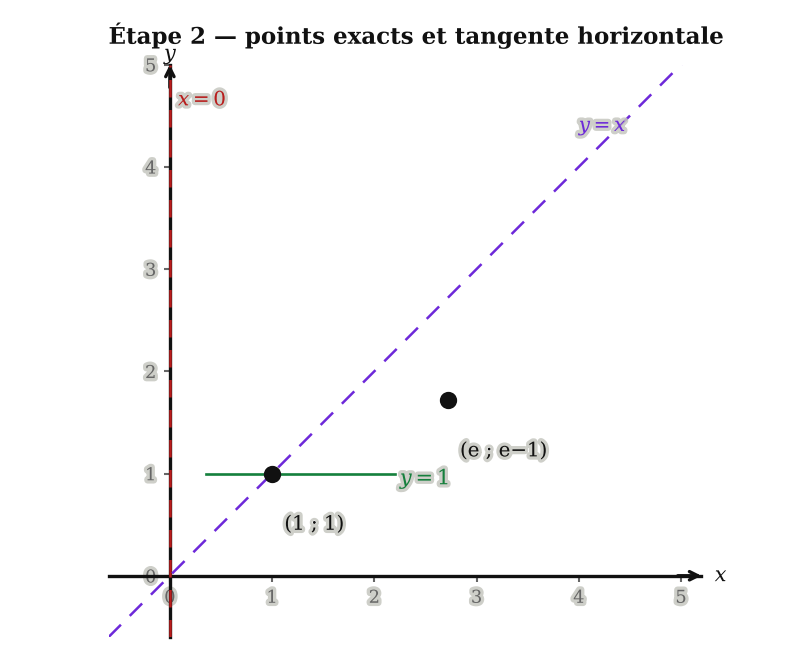 Étape 2 — points exacts et tangente horizontale
y
5
x = 0
y = x
4
3
2
(e ; e−1)
1
y = 1
(1 ; 1)
0
x
0 1 2 3 4 5